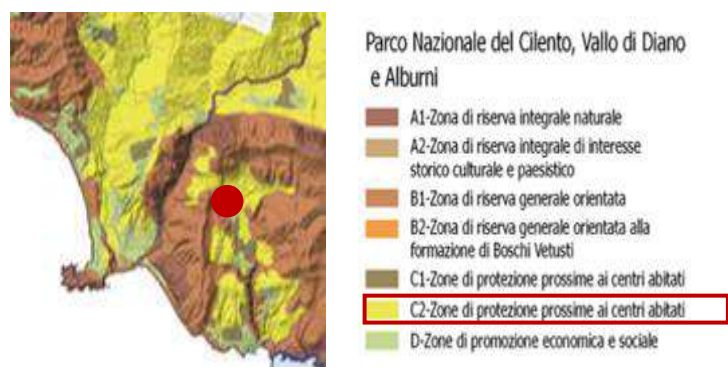 Parco Nazionale del Cilento, Vallo di Diano
e Alburni
A1-Zona di riserva integrale naturale
A2-Zona di riserva integrale di interesse
storico culturale e paesistico
B1-Zona di riserva generale orientata
B2-Zona di riserva generale orientata alla
formazione di Boschi Vetusti
C1-Zone di protezione prossime ai centri abitati
C2-Zone di protezione prossime ai centri abitati
D-Zone di promozione economica e sociale